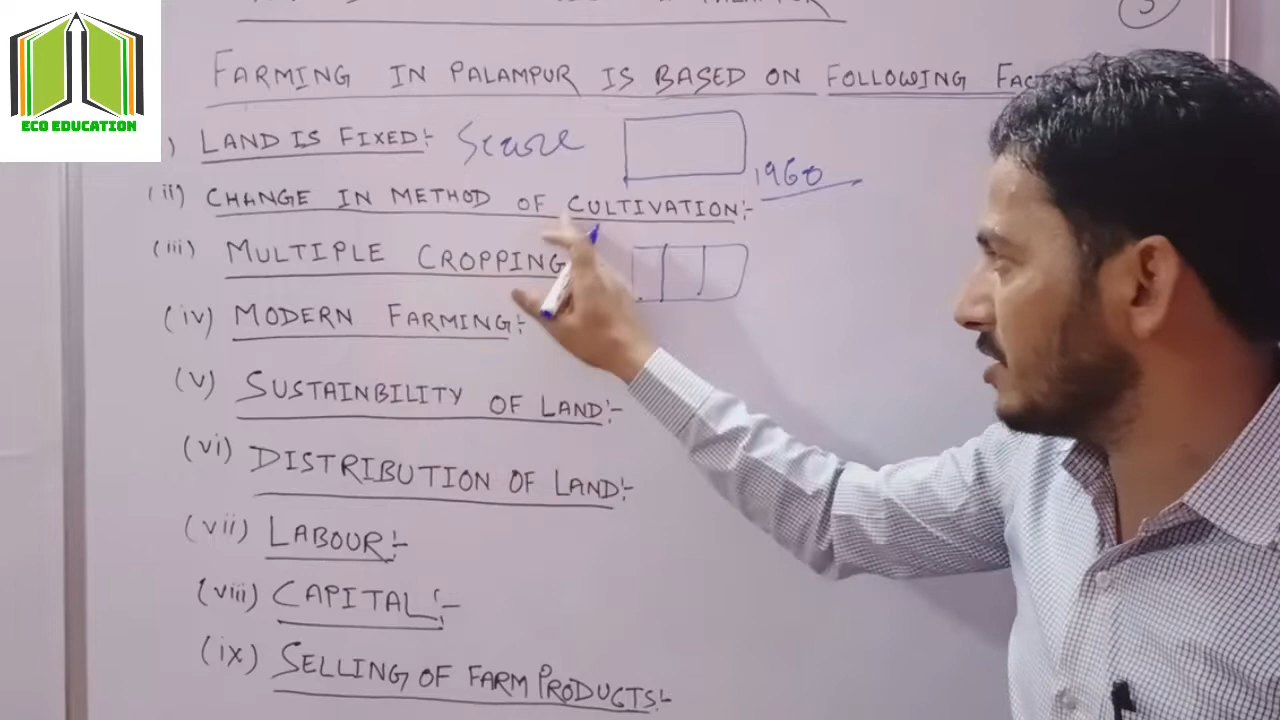 PALAMPUR
3
FARMING IN PALAMPUR IS BASED ON FOLLOWING
ECO EDUCATION
) LAND IS FIXED:-
1960
(ii) CHANGE IN METHOD OF CULTIVATION:-
(iii) MULTIPLE CROPPING
(iv) MODERN FARMING:-
(v) SUSTAINBILITY OF LAND:-
(vi) DISTRIBUTION OF LAND:-
(vii) LABOUR:-
(viii) CAPITAL:-
(ix) SELLING OF FARM PRODUCTS:-